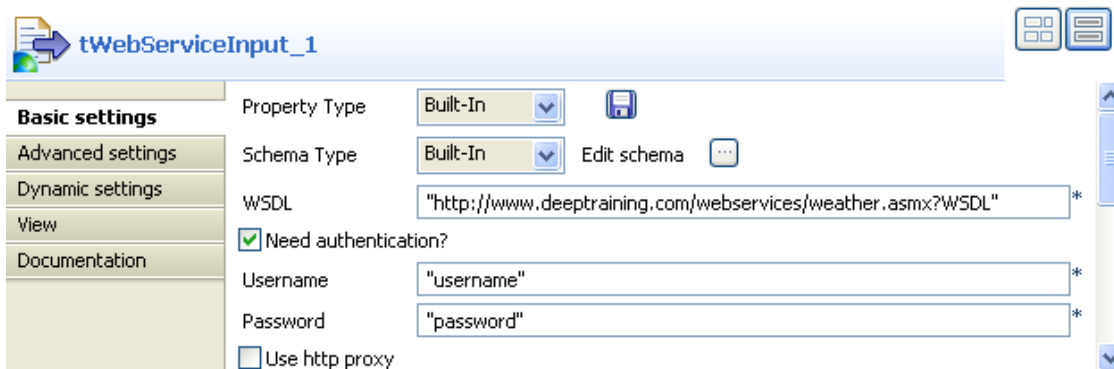 tWebServiceInput_1
Basic settings
Advanced settings
Dynamic settings
View
Documentation
Property Type Built-In
Schema Type Built-In Edit schema ...
WSDL "http://www.deeptraining.com/webservices/weather.asmx?WSDL" *
Need authentication?
Username "username" *
Password "password" *
Use http proxy